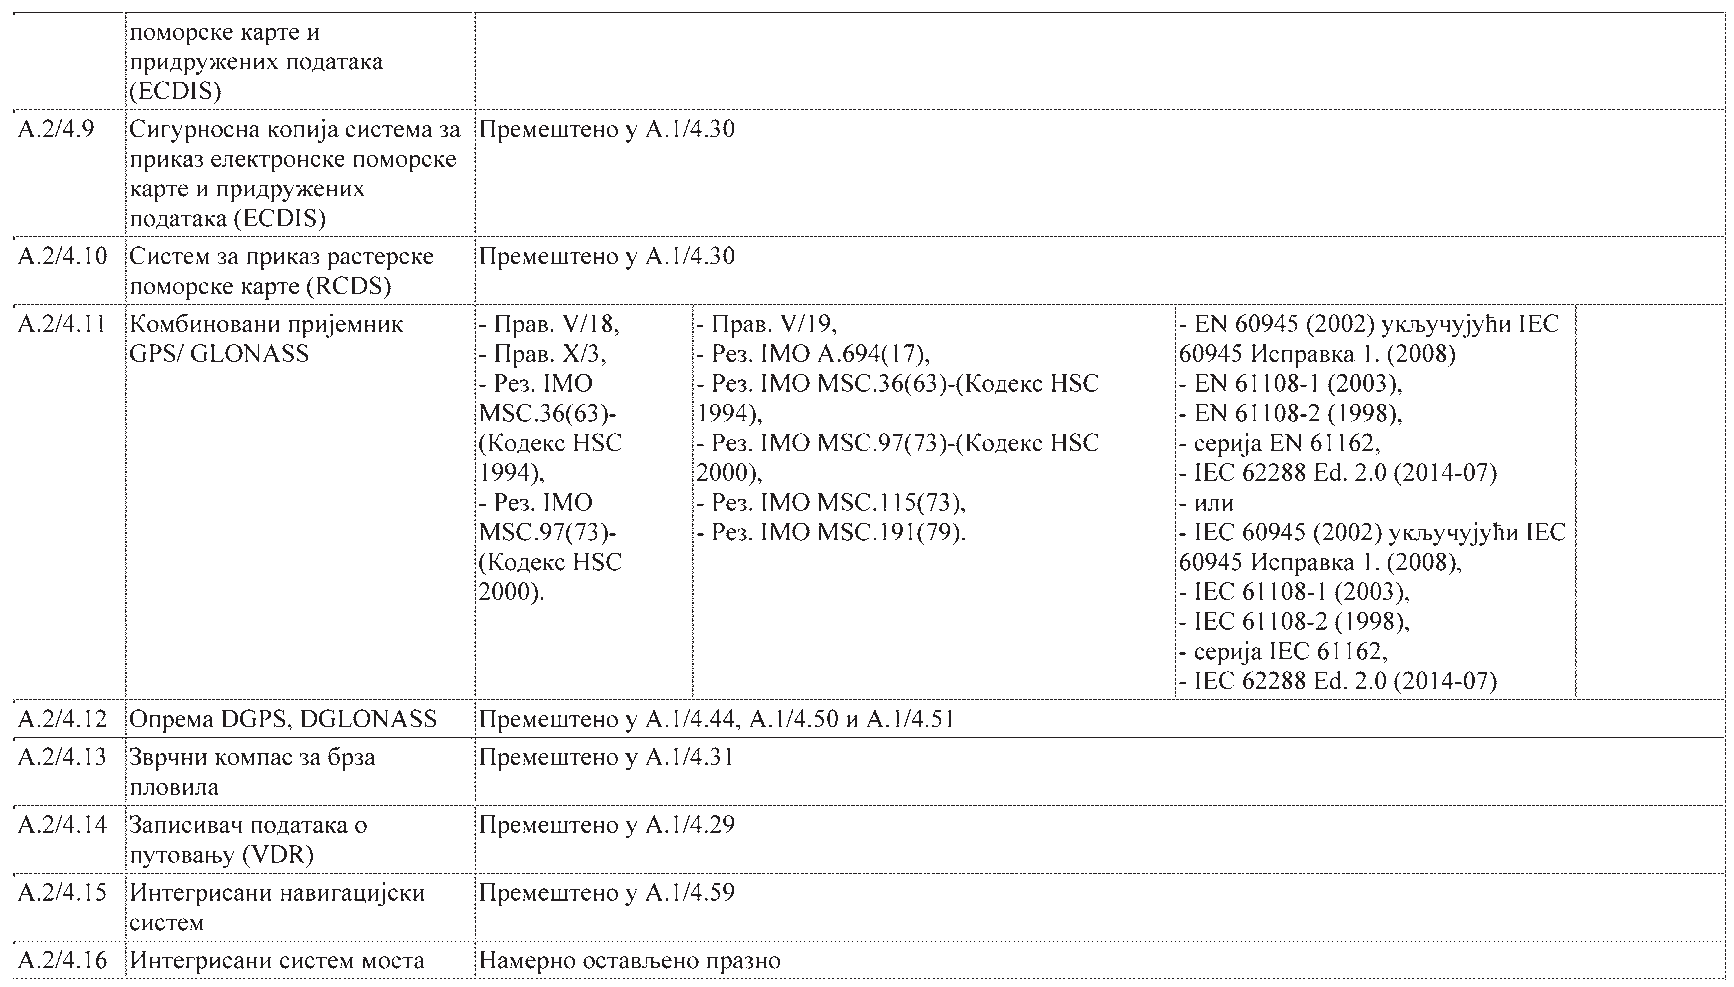 поморске карте и
придружених података
(ECDIS)
А.2/4.9
Сигурносна копија система за
приказ електронске поморске
карте и придружених
података (ECDIS)
Премештено у А.1/4.30
А.2/4.10
Систем за приказ растерске
поморске карте (RCDS)
Премештено у А.1/4.30
А.2/4.11
Комбиновани пријемник
GPS/ GLONASS
- Прав. V/18,
- Прав. X/3,
- Рез. IMO
MSC.36(63)-
(Кодекс HSC
1994),
- Рез. IMO
MSC.97(73)-
(Кодекс HSC
2000).
- Прав. V/19,
- Рез. IMO А.694(17),
- Рез. IMO MSC.36(63)-(Кодекс HSC
1994),
- Рез. IMO MSC.97(73)-(Кодекс HSC
2000),
- Рез. IMO MSC.115(73),
- Рез. IMO MSC.191(79).
- EN 60945 (2002) укључујући IEC
60945 Исправка 1. (2008)
- EN 61108-1 (2003),
- EN 61108-2 (1998),
- серија EN 61162,
- IEC 62288 Ed. 2.0 (2014-07)
- или
- IEC 60945 (2002) укључујући IEC
60945 Исправка 1. (2008),
- IEC 61108-1 (2003),
- IEC 61108-2 (1998),
- серија IEC 61162,
- IEC 62288 Ed. 2.0 (2014-07)
А.2/4.12
Опрема DGPS, DGLONASS
Премештено у А.1/4.44, А.1/4.50 и А.1/4.51
А.2/4.13
Зврчни компас за брза
пловила
Премештено у А.1/4.31
А.2/4.14
Записивач података о
путовању (VDR)
Премештено у А.1/4.29
А.2/4.15
Интегрисани навигацијски
систем
Премештено у А.1/4.59
А.2/4.16
Интегрисани систем моста
Намерно остављено празно